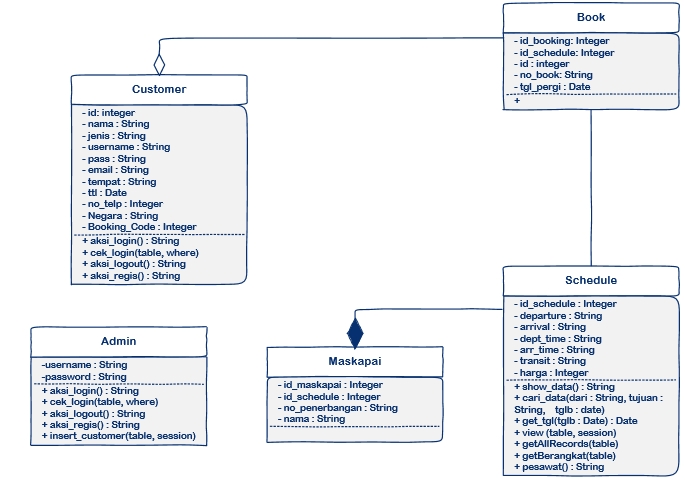 Book
- id_booking: Integer
- id_schedule: Integer
- id : integer
- no_book: String
- tgl_pergi : Date
+
Customer
- id: integer
- nama : String
- jenis : String
- username : String
- pass : String
- email : String
- tempat : String
- ttl : Date
- no_telp : Integer
- Negara : String
- Booking_Code : Integer
+ aksi_login() : String
+ cek_login(table, where)
+ aksi_logout() : String
+ aksi_regis() : String
Schedule
- id_schedule : Integer
- departure : String
- arrival : String
- dept_time : String
- arr_time : String
- transit : String
- harga : Integer
+ show_data() : String
+ cari_data(dari : String, tujuan :
String, tglb : date)
+ get_tgl(tglb : Date) : Date
+ view (table, session)
+ getAllRecords(table)
+ getBerangkat(table)
+ pesawat() : String
Admin
-username : String
-password : String
+ aksi_login() : String
+ cek_login(table, where)
+ aksi_logout() : String
+ aksi_regis() : String
+ insert_customer(table, session)
Maskapai
- id_maskapai : Integer
- id_schedule : Integer
- no_penerbangan : String
- nama : String